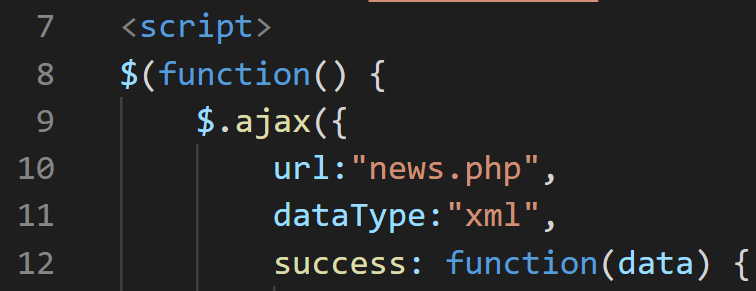 7 <script>
8 $(function() {
9 $.ajax({
10 url:"news.php",
11 dataType:"xml",
12 success: function(data) {